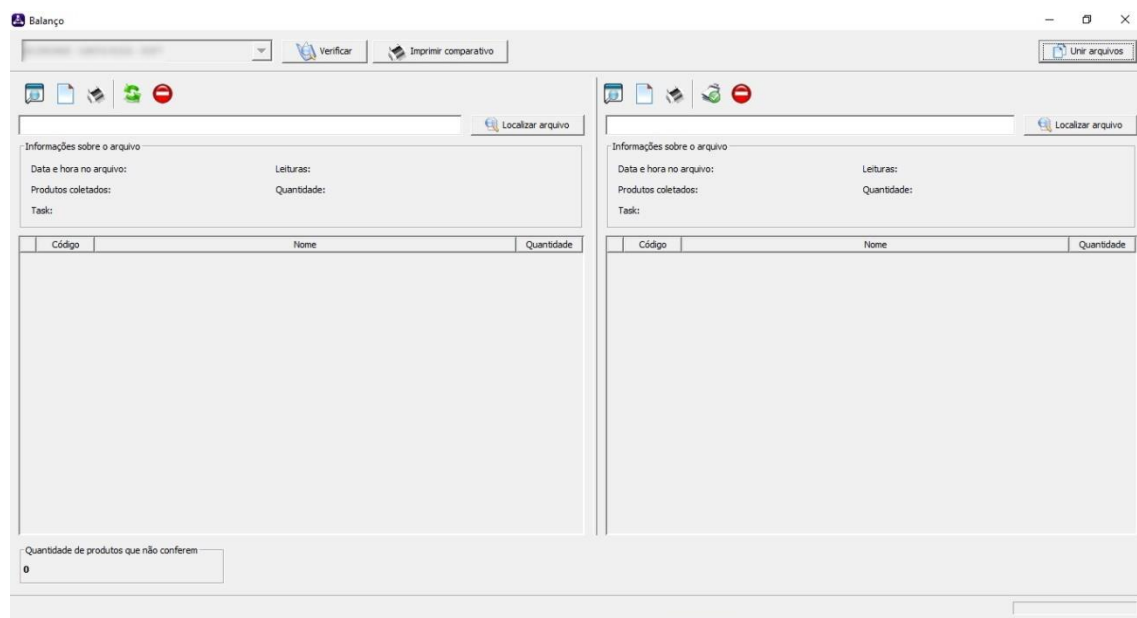 Balanço
Verificar
Imprimir comparativo
Unir arquivos
Localizar arquivo
Informações sobre o arquivo
Data e hora no arquivo:
Leituras:
Produtos coletados:
Quantidade:
Task:
Código
Nome
Quantidade
Localizar arquivo
Informações sobre o arquivo
Data e hora no arquivo:
Leituras:
Produtos coletados:
Quantidade:
Task:
Código
Nome
Quantidade
Quantidade de produtos que não conferem
0